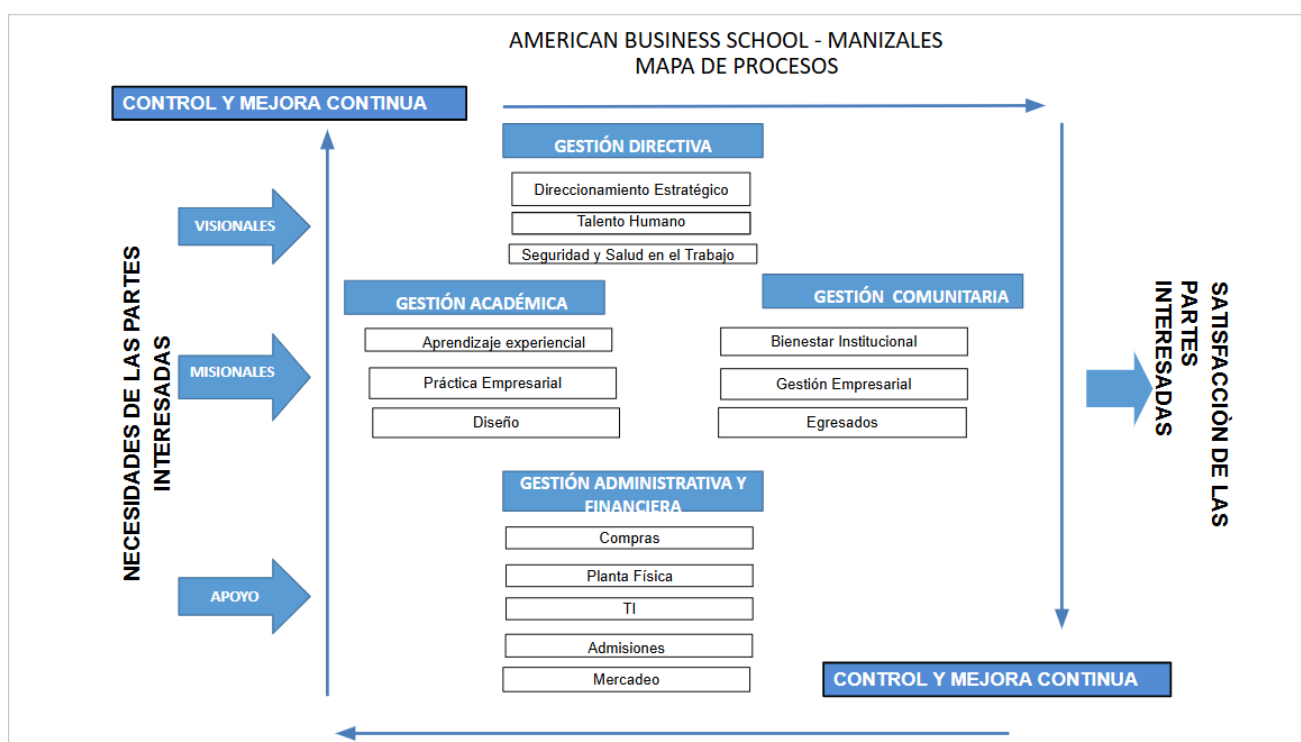 AMERICAN BUSINESS SCHOOL - MANIZALES
MAPA DE PROCESOS
CONTROL Y MEJORA CONTINUA
GESTIÓN DIRECTIVA
Direccionamiento Estratégico
VISIONALES
Talento Humano
Seguridad y Salud en el Trabajo
NECESIDADES DE LAS PARTES
INTERESADAS
GESTIÓN ACADÉMICA
GESTIÓN COMUNITARIA
Aprendizaje experiencial
Bienestar Institucional
MISIONALES
Práctica Empresarial
Gestión Empresarial
Diseño
Egresados
SATISFACCIÒN DE LAS
PARTES
INTERESADAS
GESTIÓN ADMINISTRATIVA Y
FINANCIERA
Compras
Planta Física
APOYO
TI
Admisiones
Mercadeo
CONTROL Y MEJORA CONTINUA